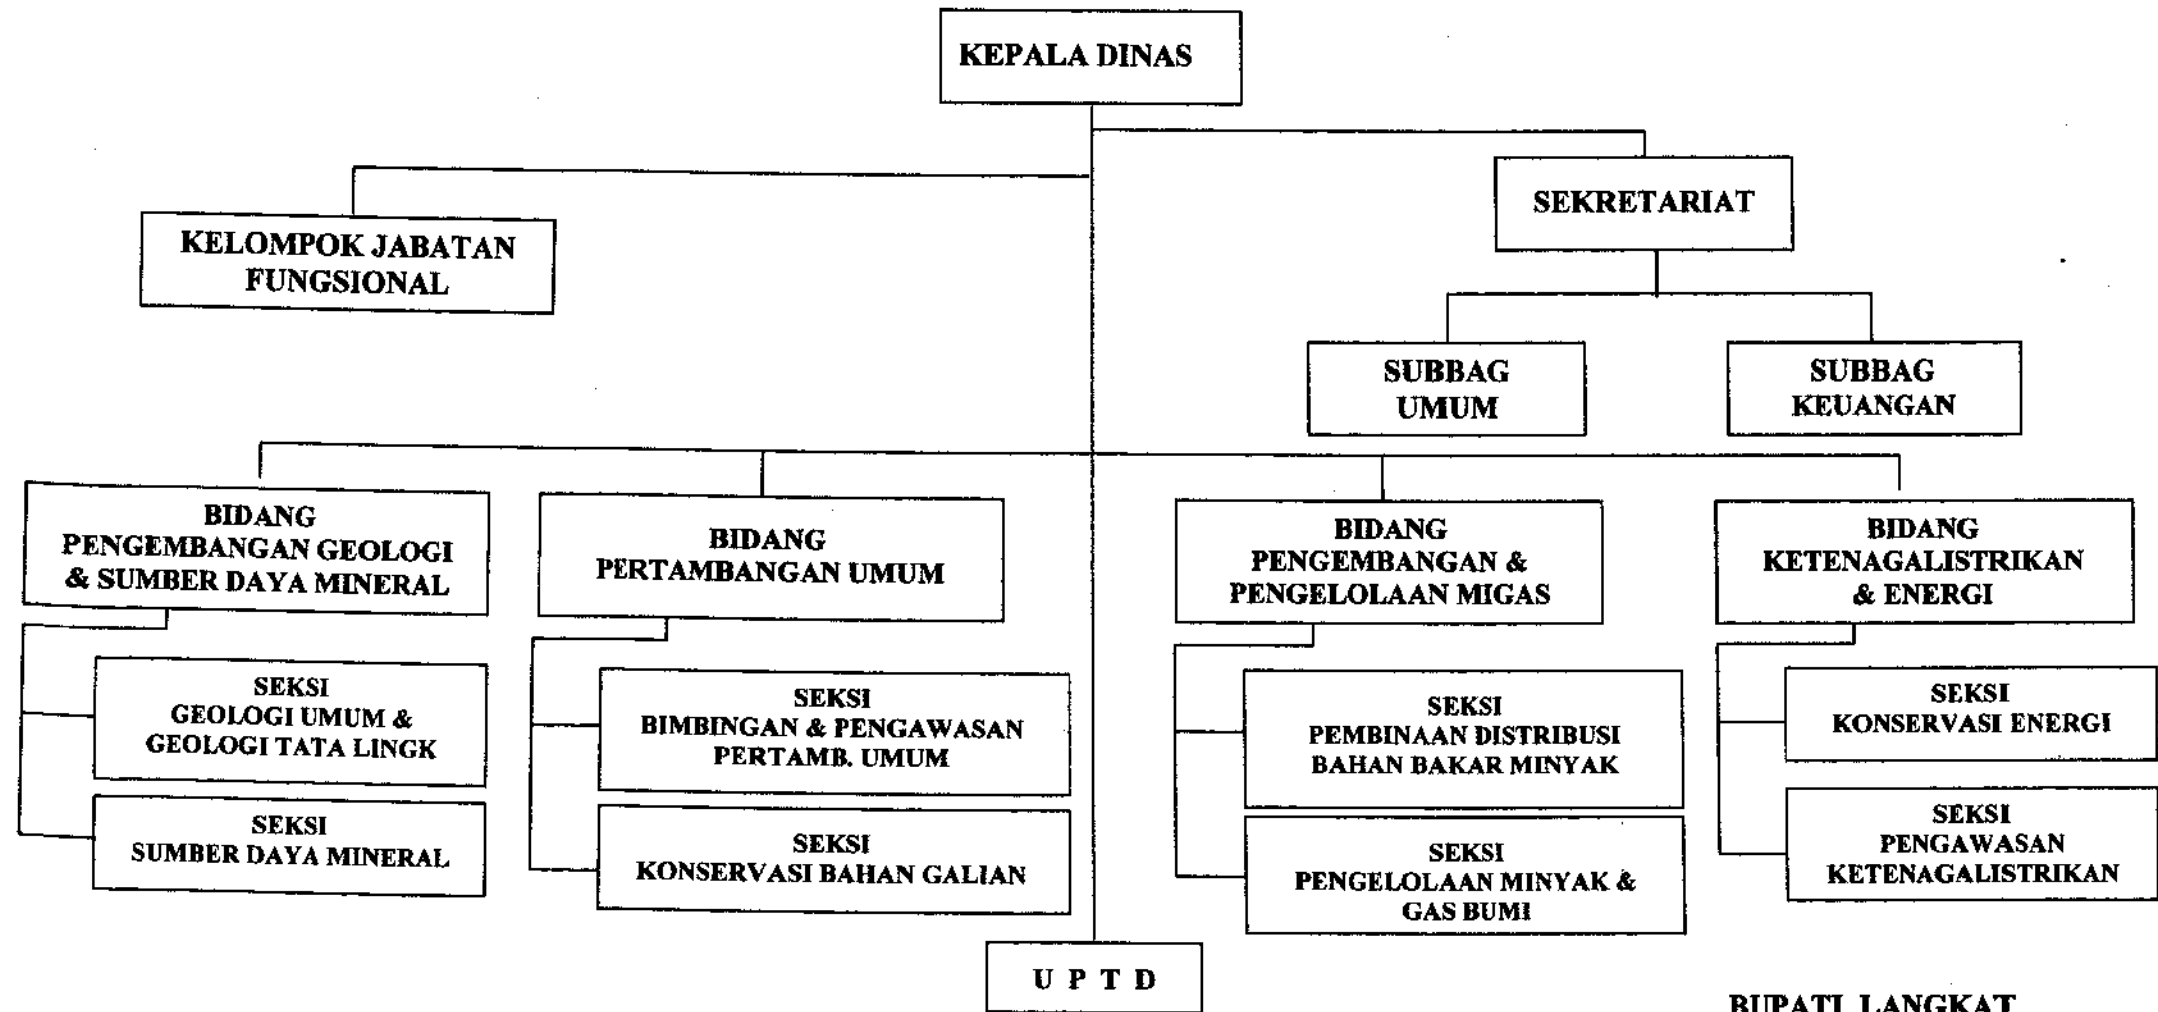 KEPALA DINAS
SEKRETARIAT
KELOMPOK JABATAN
FUNGSIONAL
SUBBAG
UMUM
SUBBAG
KEUANGAN
BIDANG
PENGEMBANGAN GEOLOGI
& SUMBER DAYA MINERAL
BIDANG
PERTAMBANGAN UMUM
BIDANG
PENGEMBANGAN &
PENGELOLAAN MIGAS
BIDANG
KETENAGALISTRIKAN
& ENERGI
SEKSI
GEOLOGI UMUM &
GEOLOGI TATA LINGK
SEKSI
BIMBINGAN & PENGAWASAN
PERTAMB. UMUM
SEKSI
PEMBINAAN DISTRIBUSI
BAHAN BAKAR MINYAK
SEKSI
KONSERVASI ENERGI
SEKSI
SUMBER DAYA MINERAL
SEKSI
KONSERVASI BAHAN GALIAN
SEKSI
PENGELOLAAN MINYAK &
GAS BUMI
SEKSI
PENGAWASAN
KETENAGALISTRIKAN
U P T D
BUPATI LANGKAT